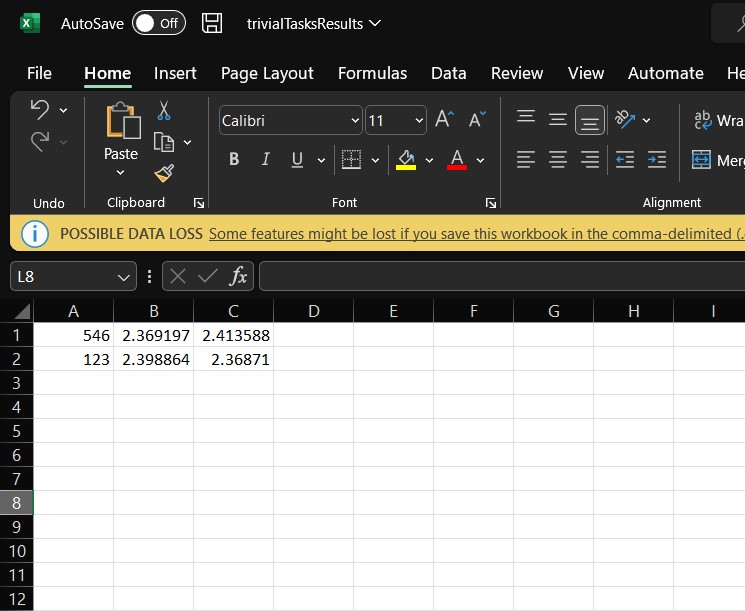 AutoSave Off trivialTasksResults
File Home Insert Page Layout Formulas Data Review View Automate He
Calibri 11
ab Wra
Paste B I U A Mer
Undo Clipboard Font Alignment
POSSIBLE DATA LOSS Some features might be lost if you save this workbook in the comma-delimited (.
L8 fx
A B C D E F G H I
1 546 2.369197 2.413588
2 123 2.398864 2.36871
3
4
5
6
7
8
9
10
11
12